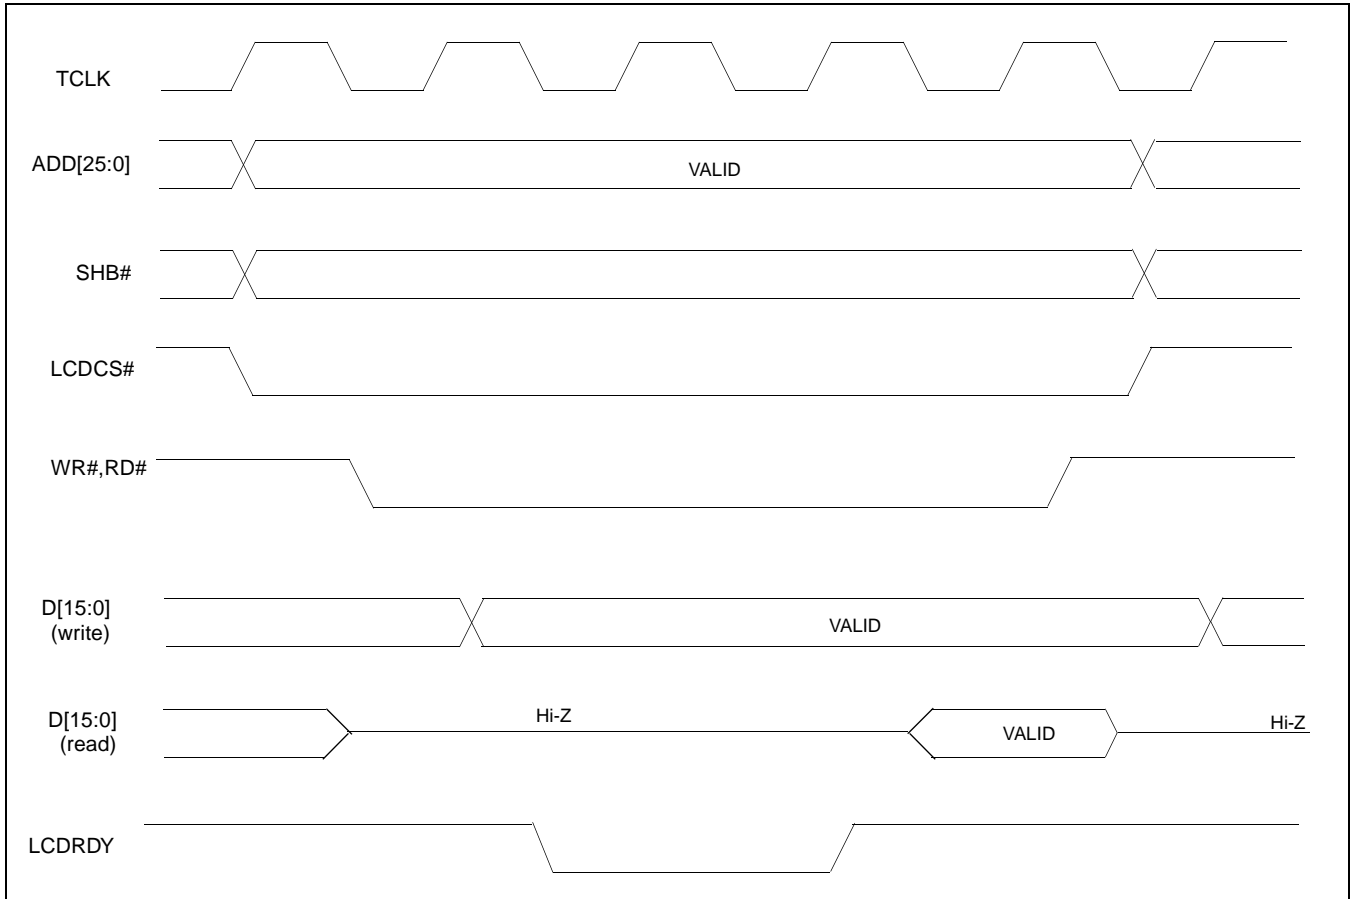 TCLK
ADD[25:0]
VALID
SHB#
LCDCS#
WR#,RD#
D[15:0]
(write)
VALID
D[15:0]
(read)
Hi-Z
VALID
Hi-Z
LCDRDY